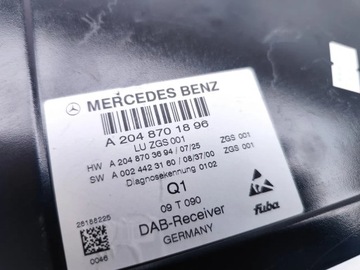 MERCEDES BENZ
A 204 870 18 96
LU ZGS 001
HW A 204 870 36 94 / 07/25 ZGS 001
SW A 002 442 31 60 / 08/37/00 ZGS 001
Diagnosekennung 0102
Q1
09 T 090
26188225
DAB-Receiver
fuba
0046
GERMANY